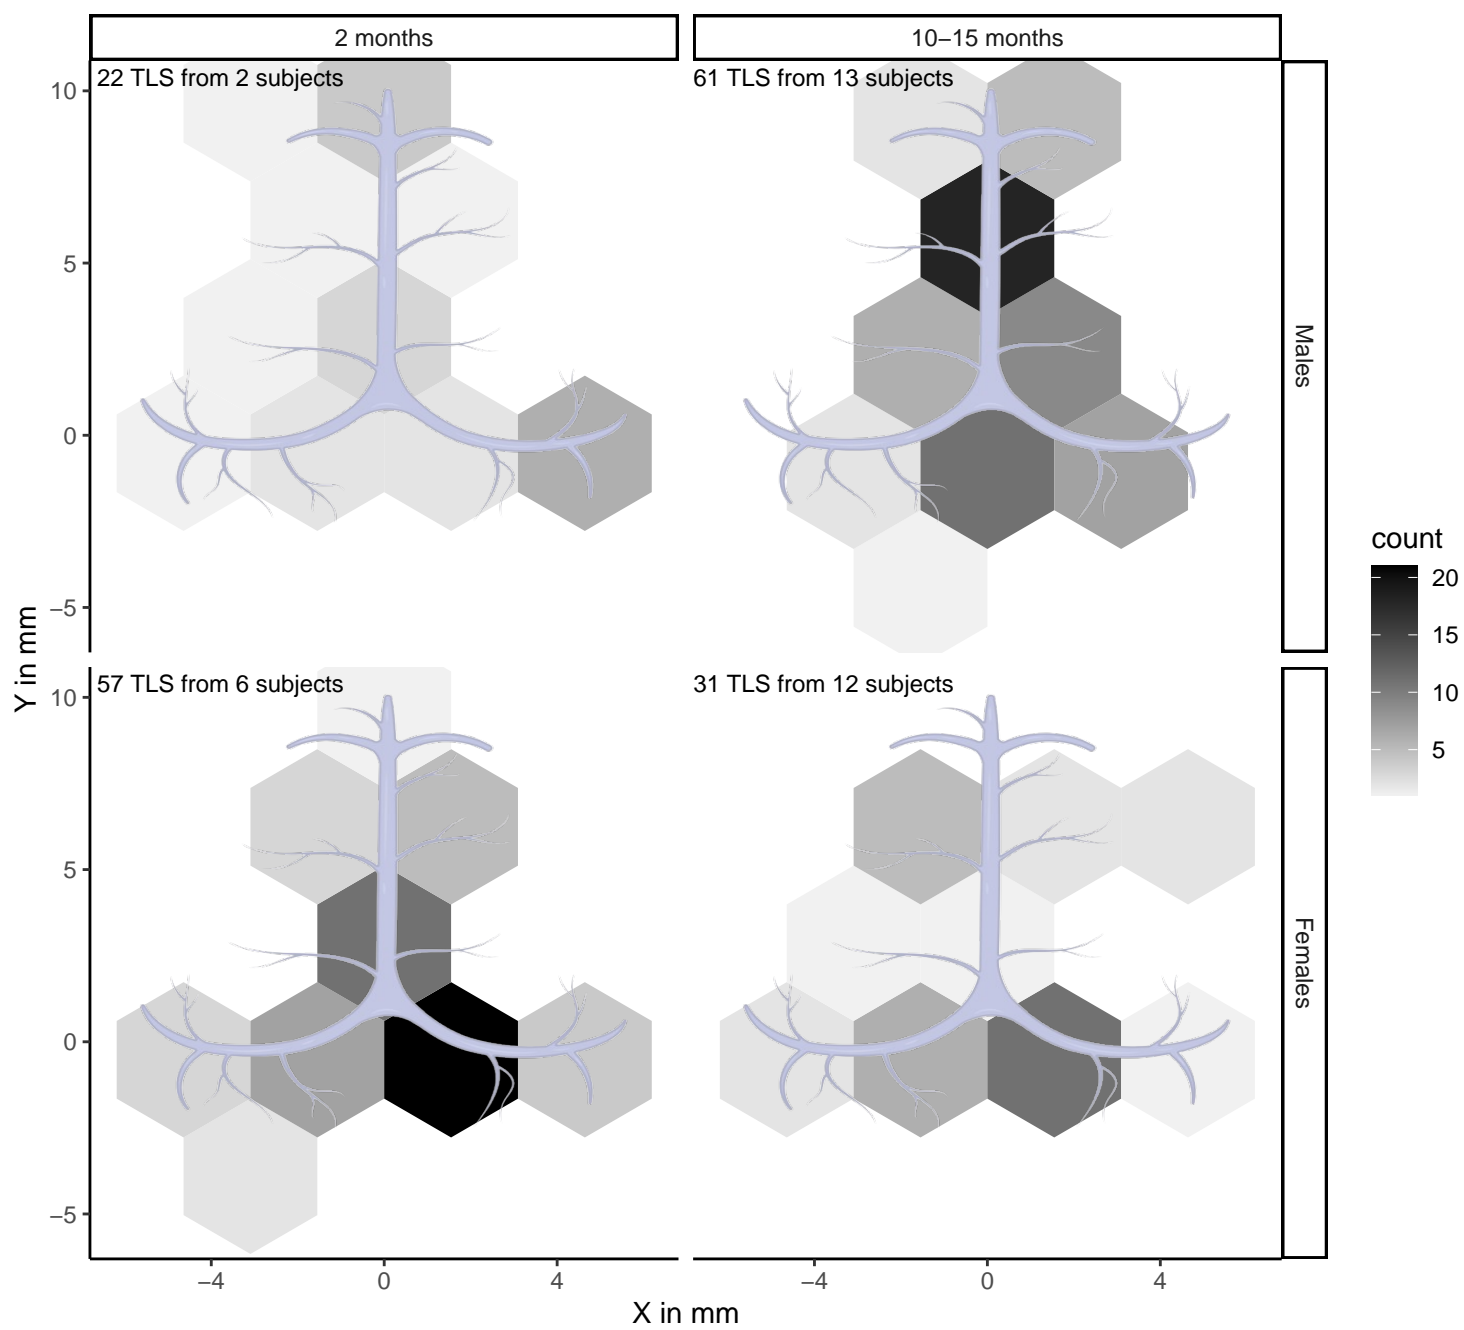 2 months
10–15 months
22 TLS from 2 subjects
61 TLS from 13 subjects
10
5
0
−5
Males
57 TLS from 6 subjects
31 TLS from 12 subjects
10
5
0
−5
Females
Y in mm
−4
0
4
−4
0
4
X in mm
count
20
15
10
5